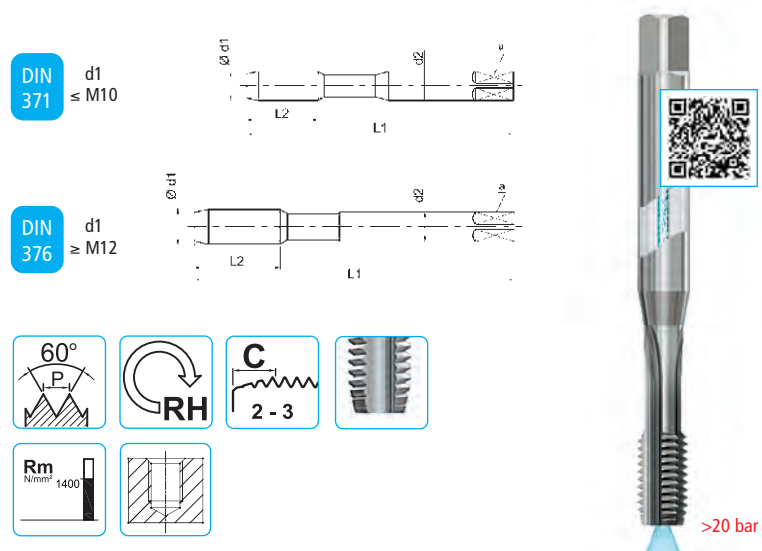 DIN
371
d1
≤ M10
Ø d1
d2
a
L2
L1
DIN
376
d1
≥ M12
Ø d1
d2
a
L2
L1
60°
P
RH
C
2 - 3
Rm
N/mm²
1400
>20 bar